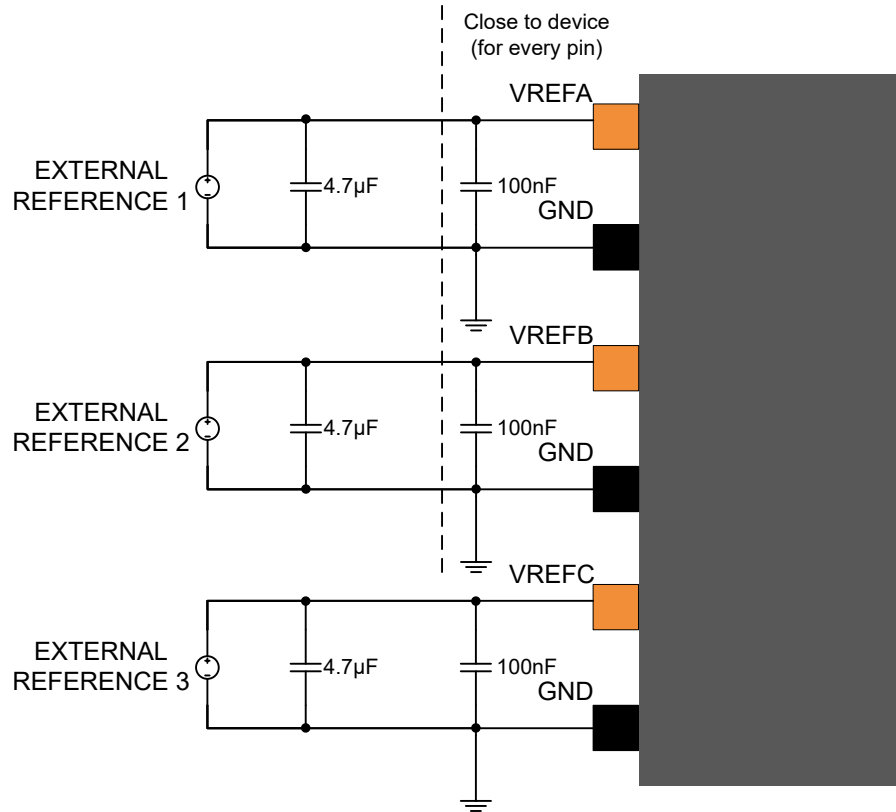 Close to device
(for every pin)
VREFA
EXTERNAL
REFERENCE 1
4.7µF
100nF
GND
VREFB
EXTERNAL
REFERENCE 2
4.7µF
100nF
GND
VREFC
EXTERNAL
REFERENCE 3
4.7µF
100nF
GND